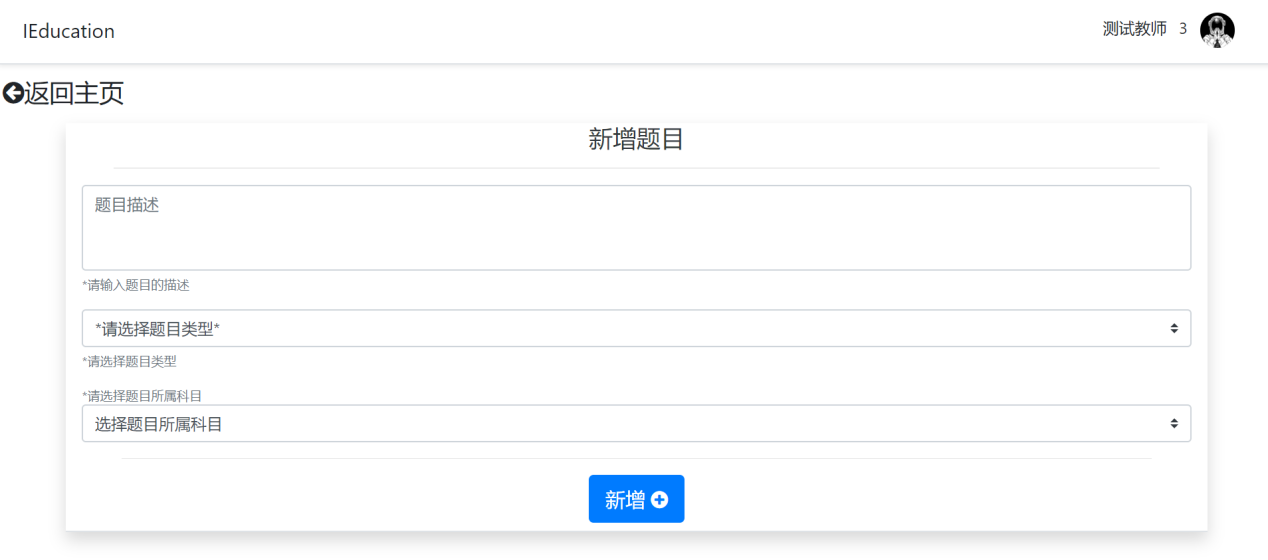 IEducation
测试教师 3
返回主页
新增题目
题目描述
*请输入题目的描述
*请选择题目类型*
*请选择题目类型
*请选择题目所属科目
选择题目所属科目
新增